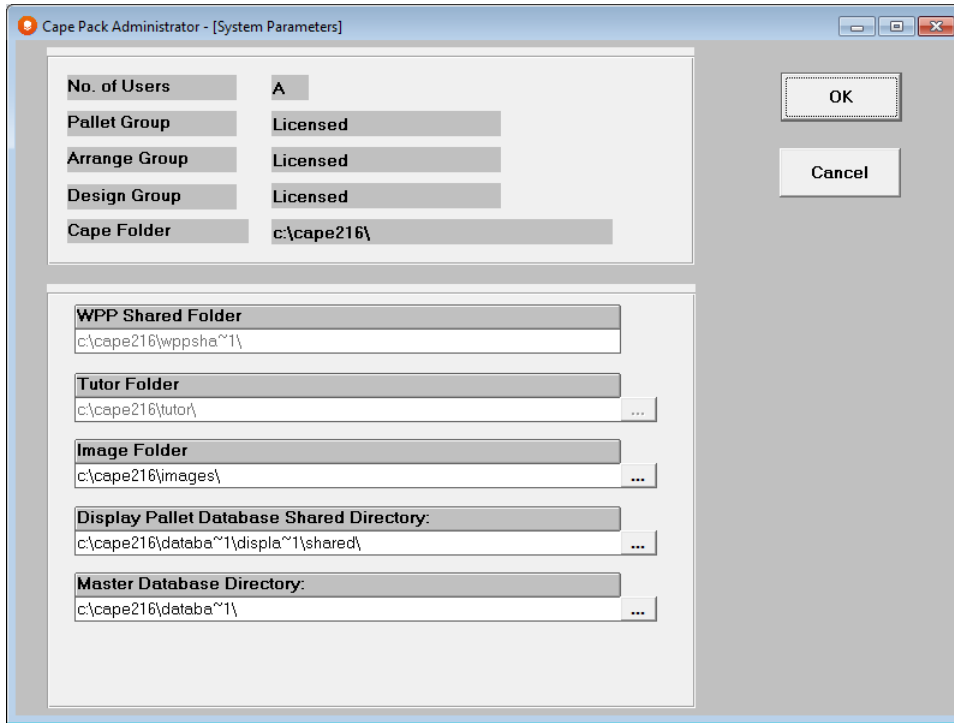 Cape Pack Administrator - [System Parameters]
No. of Users A
Pallet Group Licensed
Arrange Group Licensed
Design Group Licensed
Cape Folder c:\cape216\
OK
Cancel
WPP Shared Folder
c:\cape216\wppsha~1\
Tutor Folder
c:\cape216\tutor\
...
Image Folder
c:\cape216\images\
...
Display Pallet Database Shared Directory:
c:\cape216\databa~1\displa~1\shared\
...
Master Database Directory:
c:\cape216\databa~1\
...